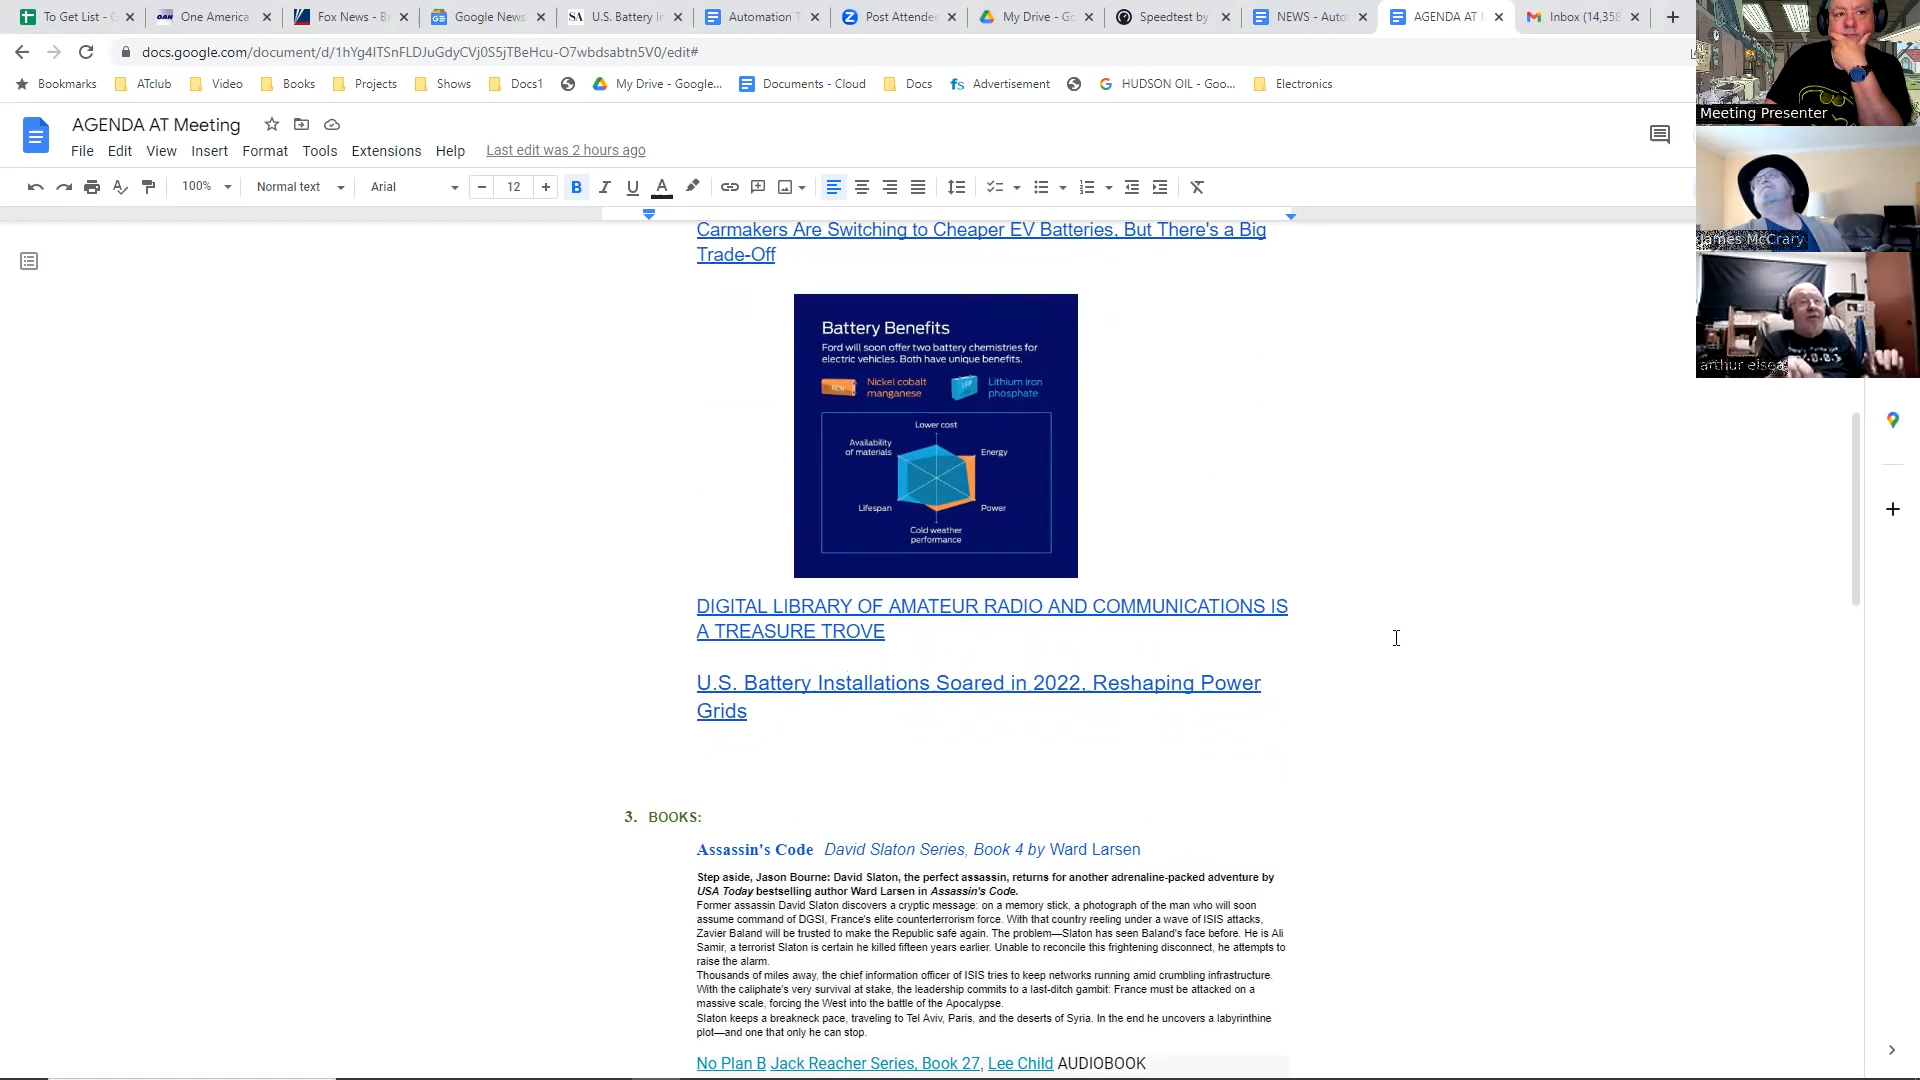 To Get List - G
One America
Fox News - Br
Google News
U.S. Battery In
Automation T
Post Attendee
My Drive - Go
Speedtest by
NEWS - Auto
AGENDA AT
Inbox (14,358
docs.google.com/document/d/1hYg4ITSnFLDJuGdyCVj0S5jTBeHcu-O7wbdsabtn5V0/edit#
Bookmarks
ATclub
Video
Books
Projects
Shows
Docs1
My Drive - Google...
Documents - Cloud
Docs
Advertisement
HUDSON OIL - Goo...
Electronics
Meeting Presenter
AGENDA AT Meeting
File Edit View Insert Format Tools Extensions Help Last edit was 2 hours ago
100% Normal text Arial 12
James McCrary
arthur elsea
Carmakers Are Switching to Cheaper EV Batteries, But There's a Big
Trade-Off
Battery Benefits
Ford will soon offer two battery chemistries for
electric vehicles. Both have unique benefits.
NCM
Nickel cobalt
manganese
LFP
Lithium iron
phosphate
Lower cost
Availability
of materials
Energy
Lifespan
Power
Cold weather
performance
DIGITAL LIBRARY OF AMATEUR RADIO AND COMMUNICATIONS IS
A TREASURE TROVE
U.S. Battery Installations Soared in 2022, Reshaping Power
Grids
3. BOOKS:
Assassin's Code David Slaton Series, Book 4 by Ward Larsen
Step aside, Jason Bourne: David Slaton, the perfect assassin, returns for another adrenaline-packed adventure by
USA Today bestselling author Ward Larsen in Assassin's Code.
Former assassin David Slaton discovers a cryptic message: on a memory stick, a photograph of the man who will soon
assume command of DGSI, France's elite counterterrorism force. With that country reeling under a wave of ISIS attacks,
Zavier Baland will be trusted to make the Republic safe again. The problem—Slaton has seen Baland's face before. He is Ali
Samir, a terrorist Slaton is certain he killed fifteen years earlier. Unable to reconcile this frightening disconnect, he attempts to
raise the alarm.
Thousands of miles away, the chief information officer of ISIS tries to keep networks running amid crumbling infrastructure.
With the caliphate's very survival at stake, the leadership commits to a last-ditch gambit: France must be attacked on a
massive scale, forcing the West into the battle of the Apocalypse.
Slaton keeps a breakneck pace, traveling to Tel Aviv, Paris, and the deserts of Syria. In the end he uncovers a labyrinthine
plot—and one that only he can stop.
No Plan B Jack Reacher Series, Book 27, Lee Child AUDIOBOOK